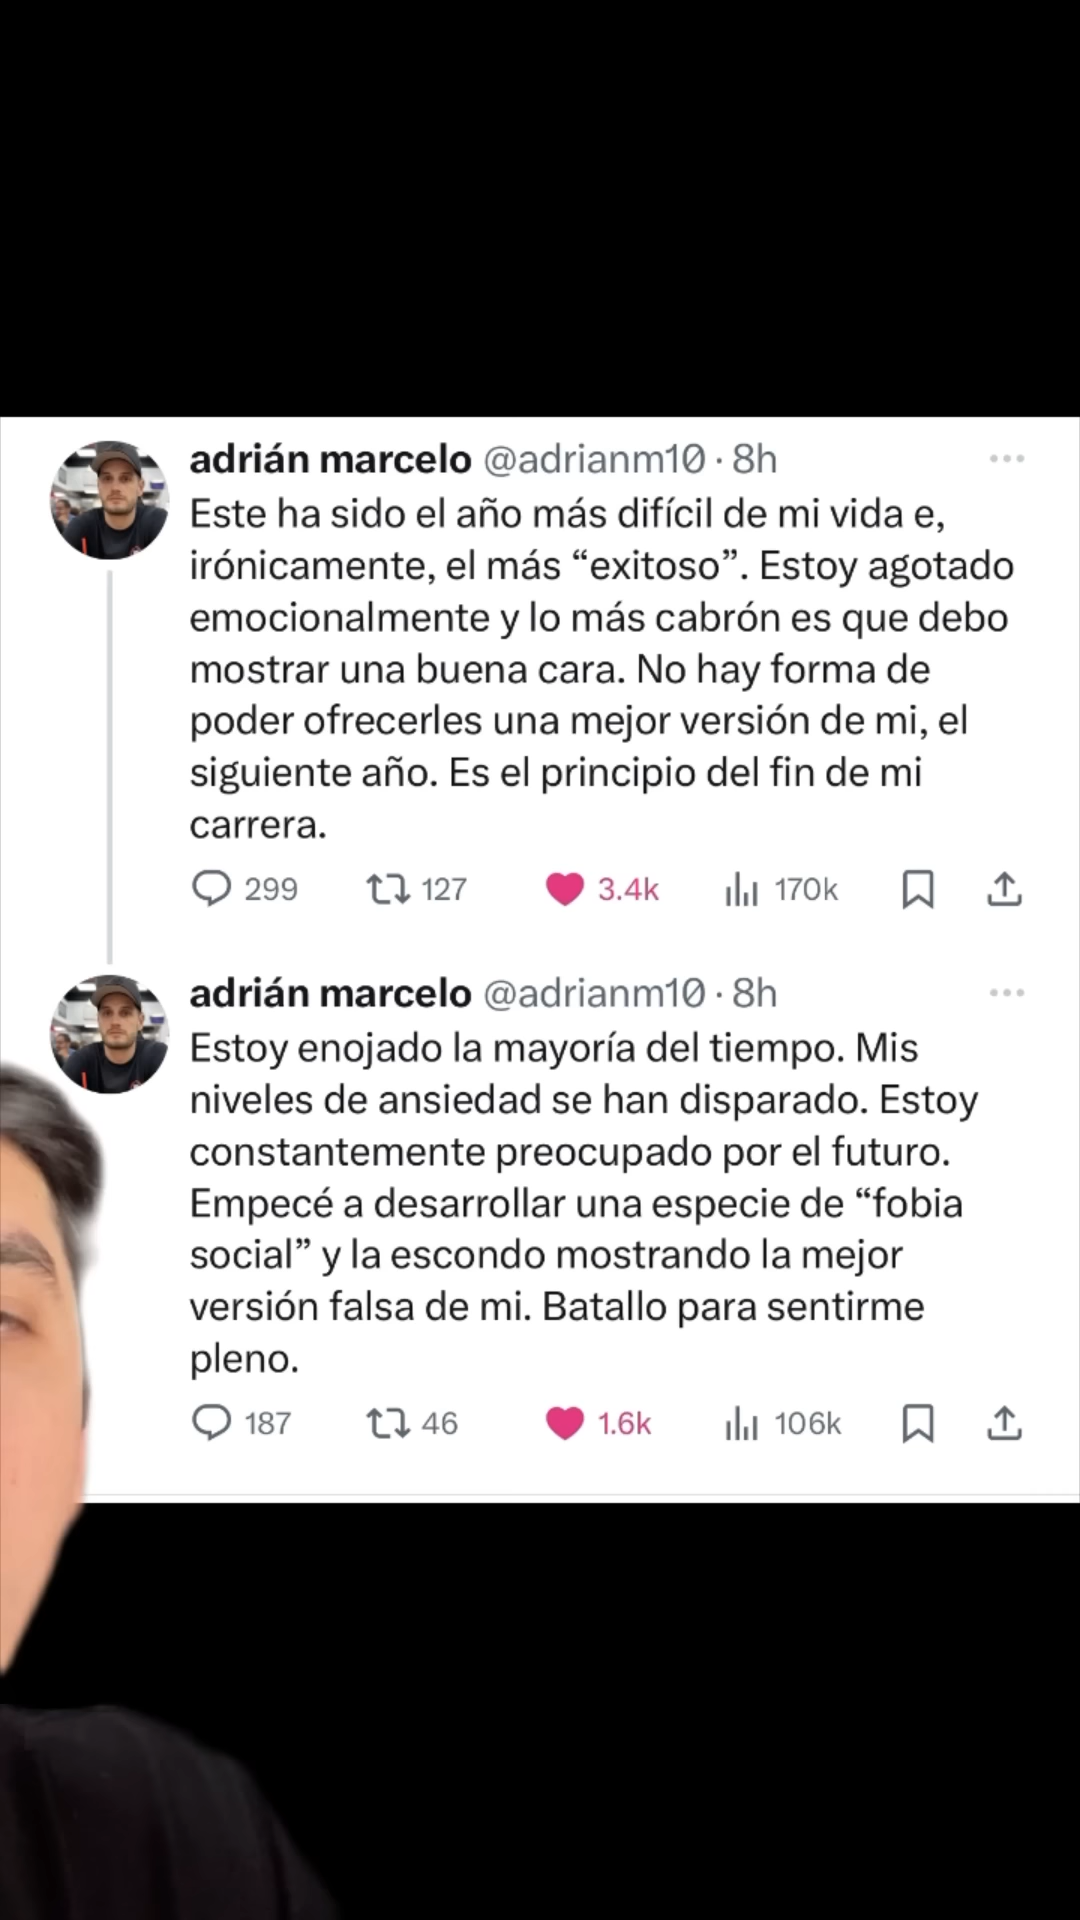 adrián marcelo @adrianm10 · 8h
Este ha sido el año más difícil de mi vida e,
irónicamente, el más “exitoso”. Estoy agotado
emocionalmente y lo más cabrón es que debo
mostrar una buena cara. No hay forma de
poder ofrecerles una mejor versión de mi, el
siguiente año. Es el principio del fin de mi
carrera.
299 127 3.4k 170k
adrián marcelo @adrianm10 · 8h
Estoy enojado la mayoría del tiempo. Mis
niveles de ansiedad se han disparado. Estoy
constantemente preocupado por el futuro.
Empecé a desarrollar una especie de “fobia
social” y la escondo mostrando la mejor
versión falsa de mi. Batallo para sentirme
pleno.
187 46 1.6k 106k